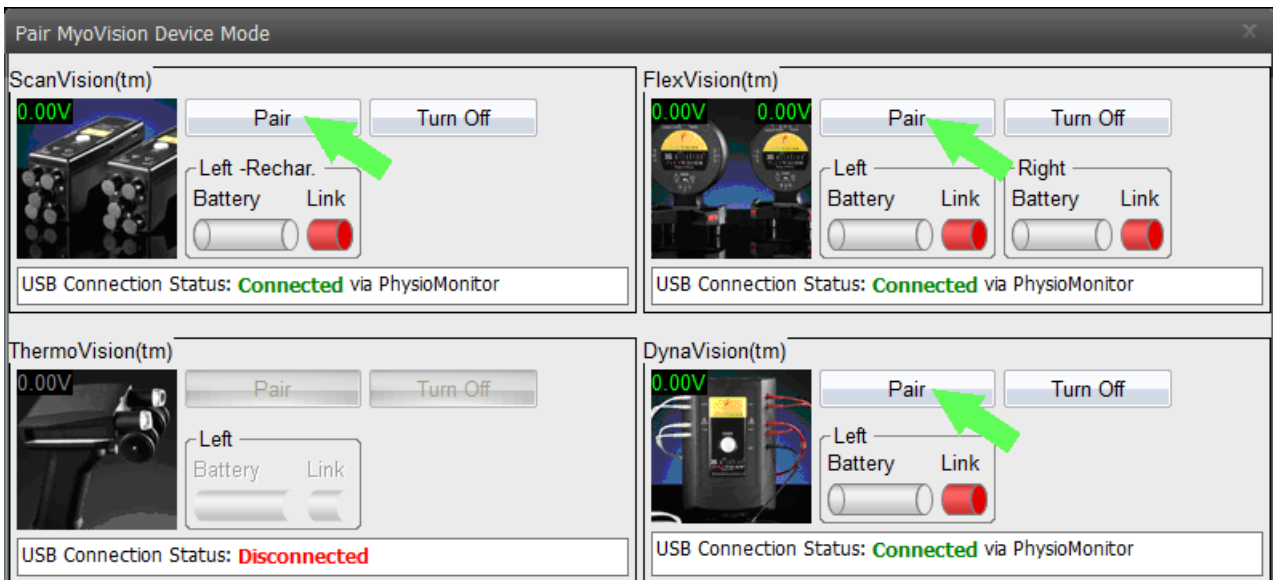 Pair MyoVision Device Mode
x
ScanVision(tm)
0.00V
Pair
Turn Off
Left -Rechar.
Battery
Link
USB Connection Status: Connected via PhysioMonitor
FlexVision(tm)
0.00V
0.00V
Pair
Turn Off
Left
Battery
Link
Right
Battery
Link
USB Connection Status: Connected via PhysioMonitor
ThermoVision(tm)
0.00V
Pair
Turn Off
Left
Battery
Link
USB Connection Status: Disconnected
DynaVision(tm)
0.00V
Pair
Turn Off
Left
Battery
Link
USB Connection Status: Connected via PhysioMonitor